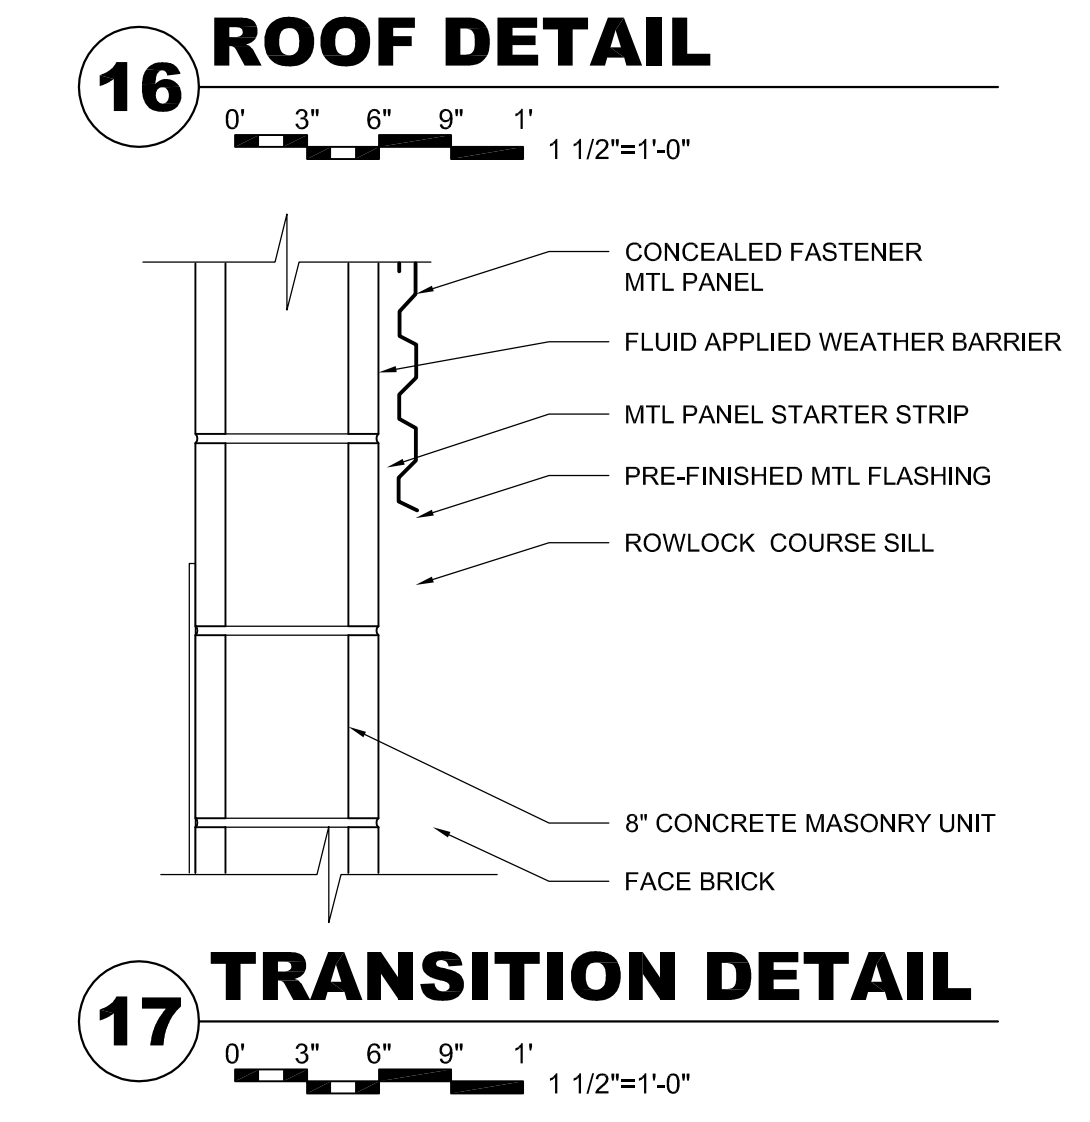 16
ROOF DETAIL
0' 3" 6" 9" 1'
1 1/2"=1'-0"
CONCEALED FASTENER
MTL PANEL
FLUID APPLIED WEATHER BARRIER
MTL PANEL STARTER STRIP
PRE-FINISHED MTL FLASHING
ROWLOCK COURSE SILL
8" CONCRETE MASONRY UNIT
FACE BRICK
17
TRANSITION DETAIL
0' 3" 6" 9" 1'
1 1/2"=1'-0"